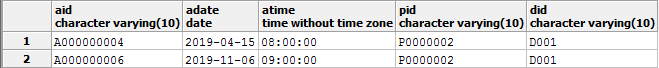 aid adate atime pid did
character varying(10) date time without time zone character varying(10) character varying(10)
1 A000000004 2019-04-15 08:00:00 P0000002 D001
2 A000000006 2019-11-06 09:00:00 P0000002 D001